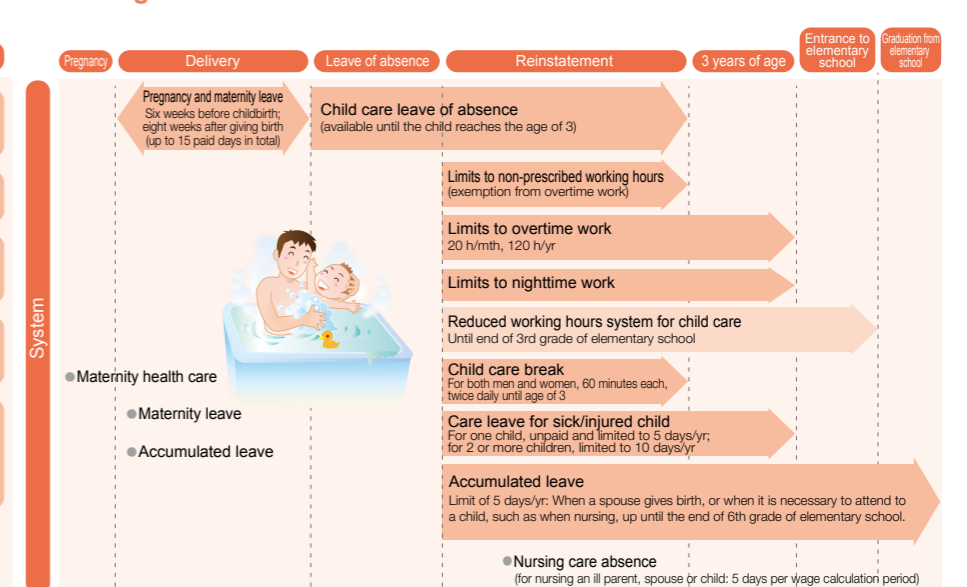 Pregnancy
Delivery
Leave of absence
Reinstatement
3 years of age
Entrance to
elementary
school
Graduation from
elementary
school
System
Pregnancy and maternity leave
Six weeks before childbirth;
eight weeks after giving birth
(up to 15 paid days in total)
Child care leave of absence
(available until the child reaches the age of 3)
Limits to non-prescribed working hours
(exemption from overtime work)
Limits to overtime work
20 h/mth, 120 h/yr
Limits to nighttime work
Reduced working hours system for child care
Until end of 3rd grade of elementary school
Child care break
For both men and women, 60 minutes each,
twice daily until age of 3
Care leave for sick/injured child
For one child, unpaid and limited to 5 days/yr;
for 2 or more children, limited to 10 days/yr
Accumulated leave
Limit of 5 days/yr: When a spouse gives birth, or when it is necessary to attend to
a child, such as when nursing, up until the end of 6th grade of elementary school.
●Maternity health care
●Maternity leave
●Accumulated leave
●Nursing care absence
(for nursing an ill parent, spouse or child: 5 days per wage calculation period)